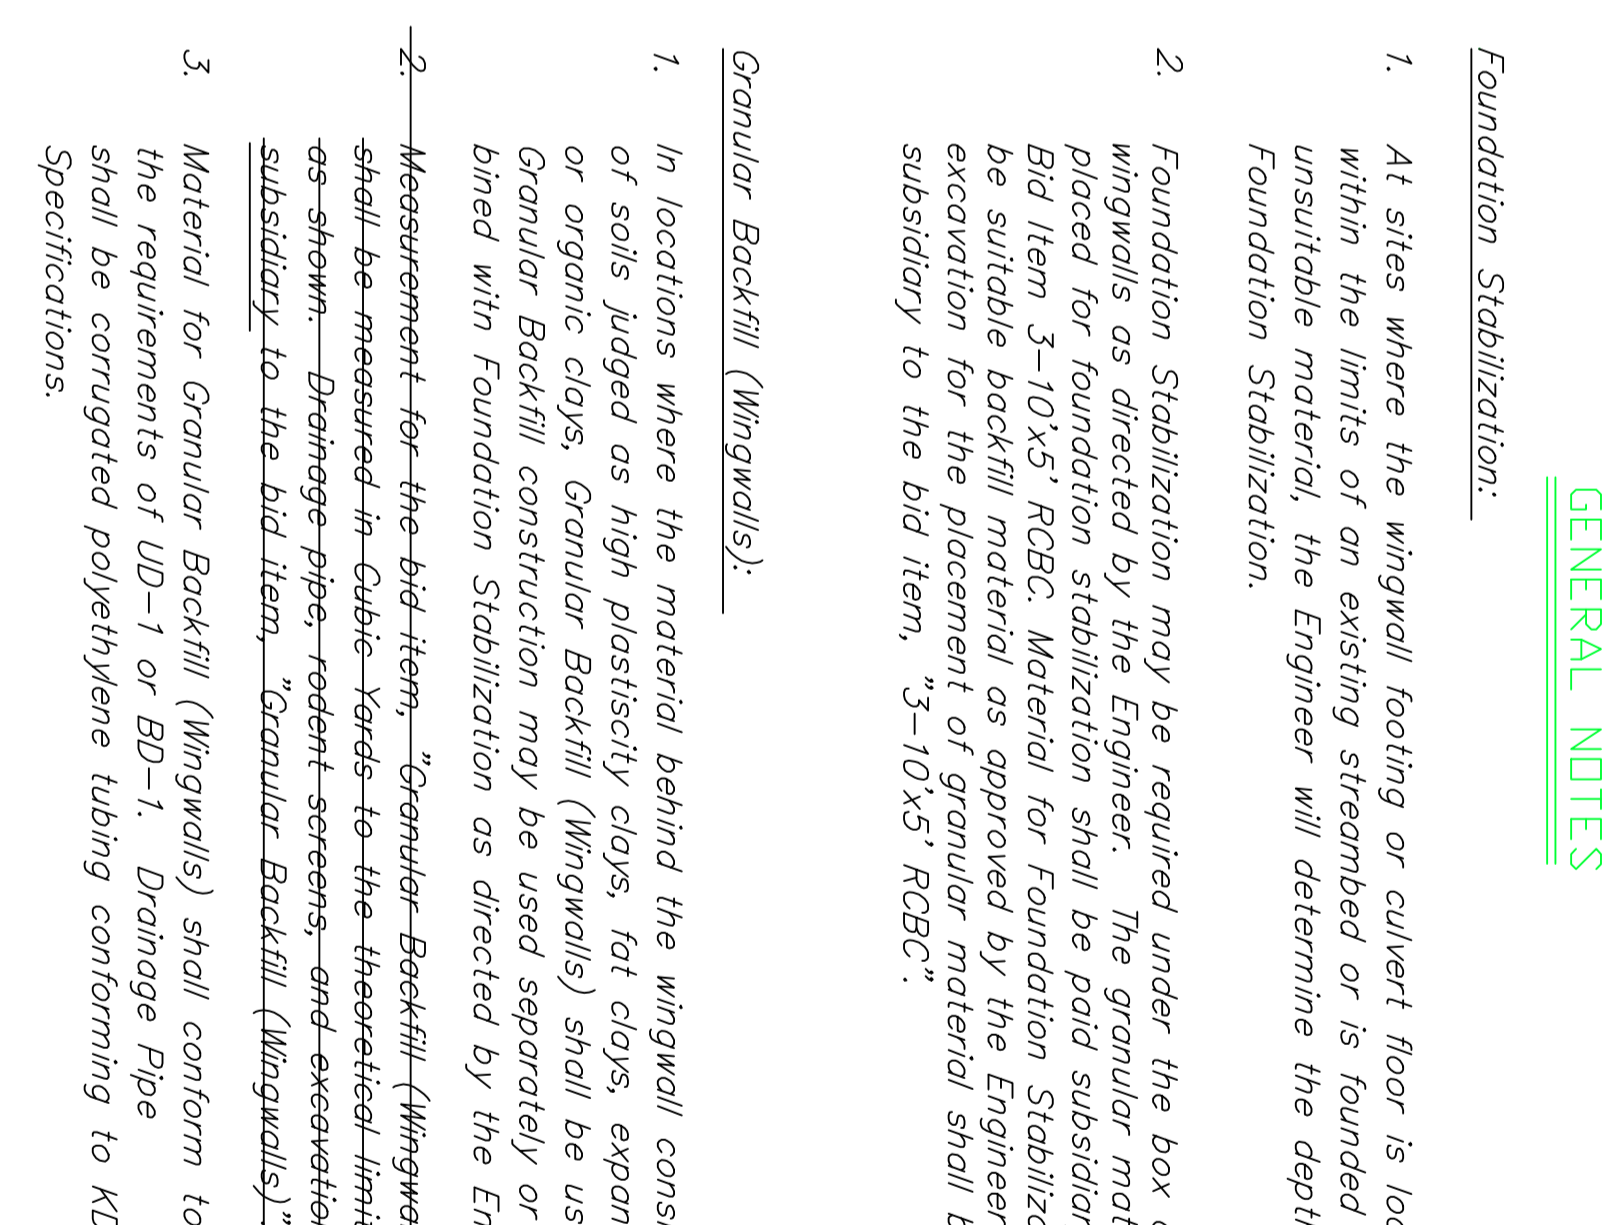 GENERAL NOTES
Foundation Stabilization:
1. At sites where the wingwall footing or culvert floor is
within the limits of an existing streambed or is founded
unsuitable material, the Engineer will determine the
Foundation Stabilization.
2. Foundation Stabilization may be required under the box
wingwalls as directed by the Engineer. The granular
placed for foundation stabilization shall be paid
Bid Item 3-10'x5' RCBC. Material for Foundation
be suitable backfill material as approved by the Engineer
excavation for the placement of granular material shall
subsidiary to the bid item, "3-10'x5' RCBC".
Granular Backfill (Wingwalls):
1. In locations where the material behind the wingwall
of soils judged as high plastiscity clays, fat clays,
or organic clays, Granular Backfill (Wingwalls) shall be
Granular Backfill construction may be used separately or
bined witn Foundation Stabilization as directed by the
2. Measurement for the bid item, "Granular Backfill
shall be measured in Cubic Yards to the theoretical
as shown. Drainage pipe, rodent screens, and
subsidiary to the bid item, "Granular Backfill (Wingwalls)"
3. Material for Granular Backfill (Wingwalls) shall conform to
the requirements of UD-1 or BD-1. Drainage Pipe
shall be corrugated polyethylene tubing conforming to
Specifications.